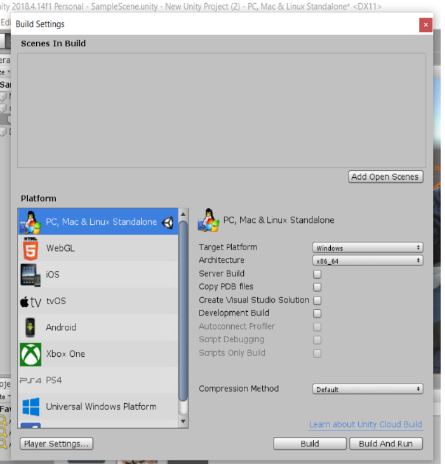 ity 2018.4.14f1 Personal - SampleScene.unity - New Unity Project (2) - PC, Mac & Linux Standalone* <DX11>
Build Settings
Scenes In Build
Add Open Scenes
Platform
PC, Mac & Linux Standalone
WebGL
iOS
tv tvOS
Android
Xbox One
PS4 PS4
Universal Windows Platform
PC, Mac & Linux Standalone
Target Platform Windows
Architecture x86_64
Server Build
Copy PDB files
Create Visual Studio Solution
Development Build
Autoconnect Profiler
Script Debugging
Scripts Only Build
Compression Method Default
Learn about Unity Cloud Build
Player Settings...
Build
Build And Run